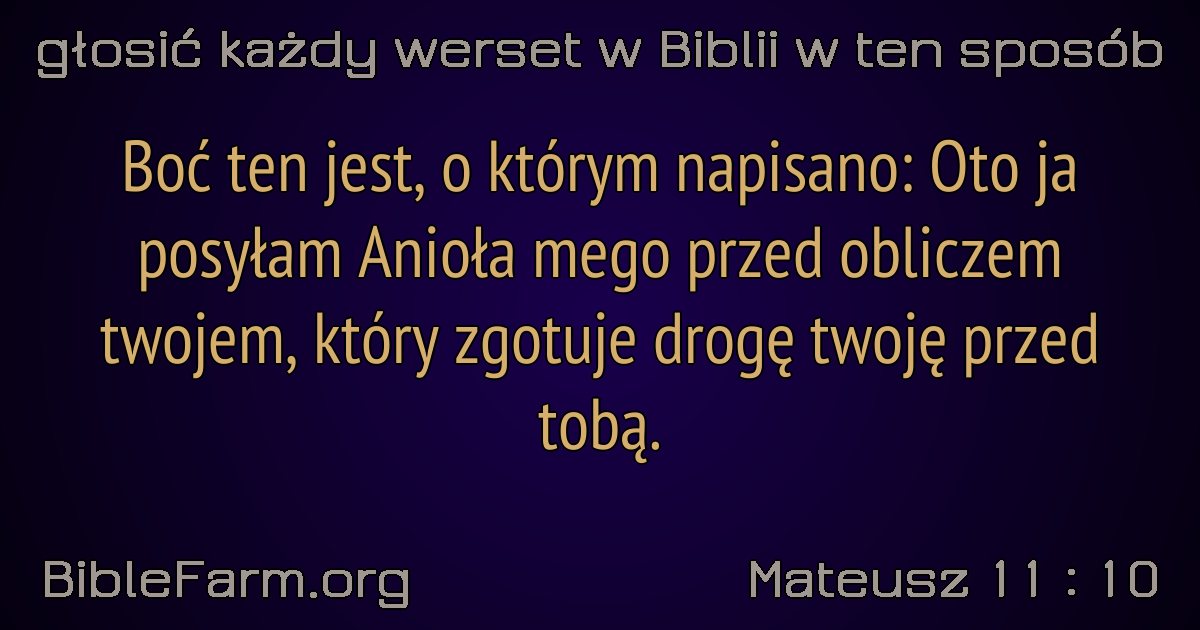 głosić każdy werset w Biblii w ten sposób
Boć ten jest, o którym napisano: Oto ja
posyłam Anioła mego przed obliczem
twojem, który zgotuje drogę twoję przed
tobą.
BibleFarm.org
Mateusz 11 : 10